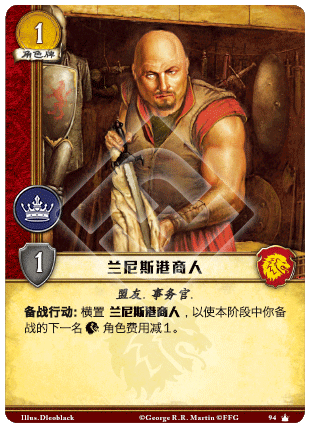 1
角色牌
1
兰尼斯港商人
盟友. 事务官.
备战行动: 横置 兰尼斯港商人，以使本阶段中你备
战的下一名 角色费用减1。
Illus.Dleoblack ©George R.R. Martin ©FFG 94